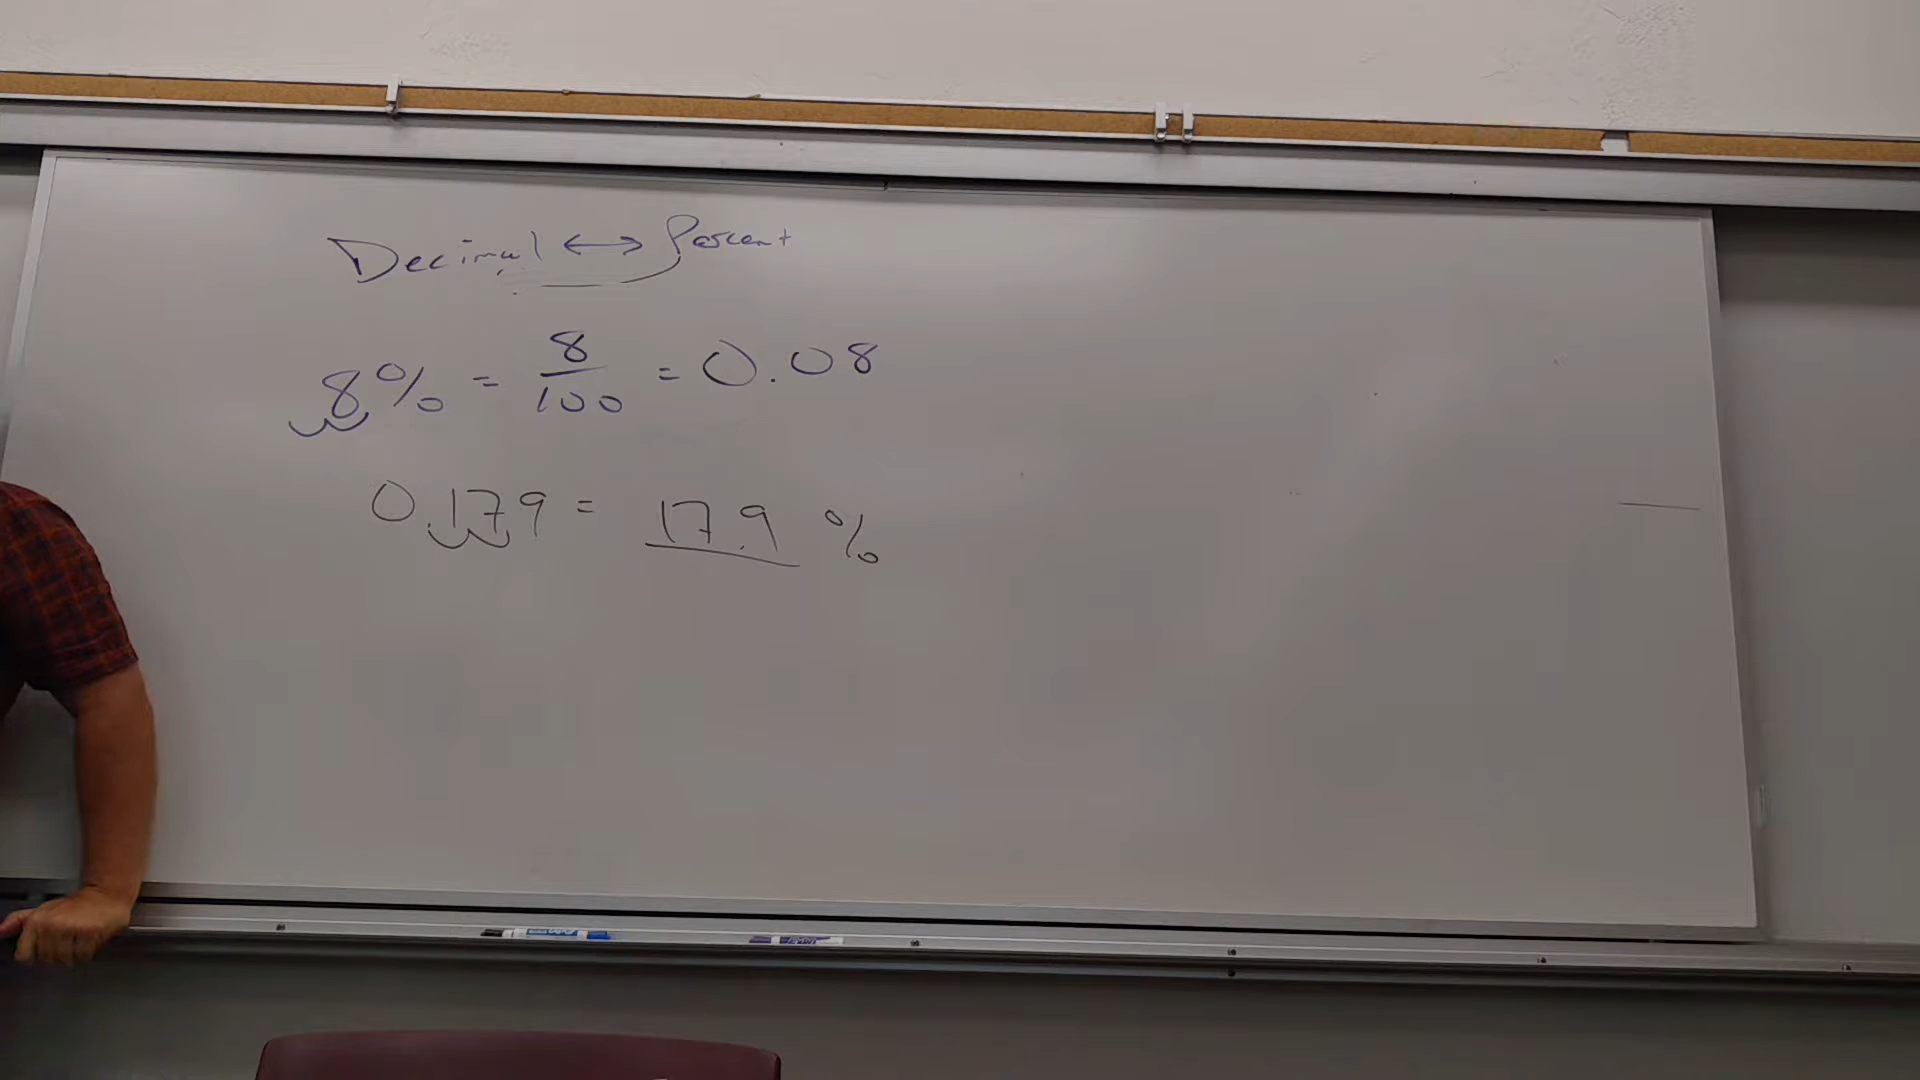 Decimal ↔ Percent
8% = 8/100 = 0.08
0.179 = 17.9 %